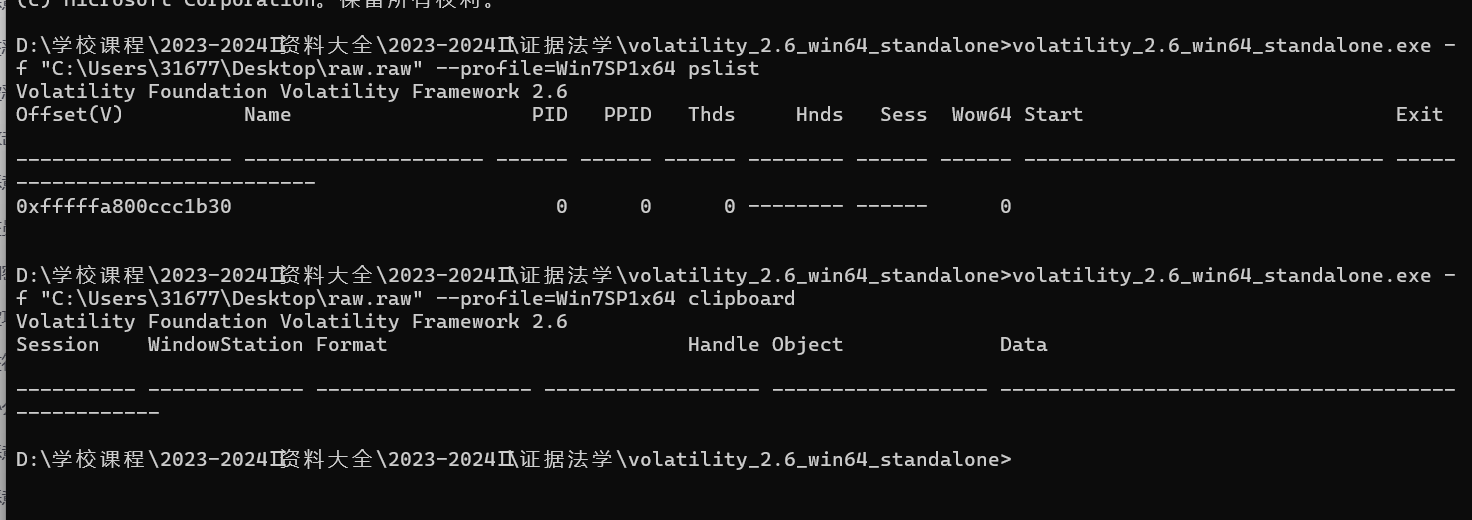 (c) Microsoft Corporation。保留所有权利。
D:\学校课程\2023-2024Ⅱ资料大全\2023-2024Ⅱ\证据法学\volatility_2.6_win64_standalone>volatility_2.6_win64_standalone.exe -
f "C:\Users\31677\Desktop\raw.raw" --profile=Win7SP1x64 pslist
Volatility Foundation Volatility Framework 2.6
Offset(V)          Name                    PID   PPID   Thds     Hnds   Sess  Wow64 Start                          Exit
------------------ -------------------- ------ ------ ------ -------- ------ ------ ------------------------------ -----
-------------------------
0xfffffa800ccc1b30                           0      0      0 -------- ------      0
D:\学校课程\2023-2024Ⅱ资料大全\2023-2024Ⅱ\证据法学\volatility_2.6_win64_standalone>volatility_2.6_win64_standalone.exe -
f "C:\Users\31677\Desktop\raw.raw" --profile=Win7SP1x64 clipboard
Volatility Foundation Volatility Framework 2.6
Session    WindowStation Format                         Handle Object             Data
---------- ------------- ------------------ ------------------ ------------------ --------------------------------------
------------
D:\学校课程\2023-2024Ⅱ资料大全\2023-2024Ⅱ\证据法学\volatility_2.6_win64_standalone>